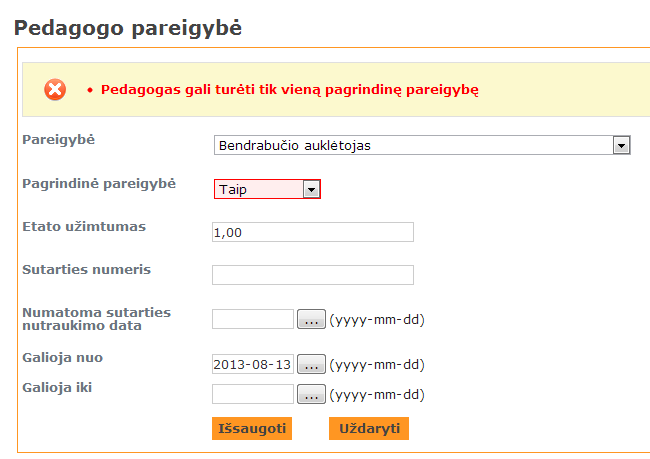 Pedagogo pareigybė
Pedagogas gali turėti tik vieną pagrindinę pareigybę
Pareigybė
Bendrabučio auklėtojas
Pagrindinė pareigybė
Taip
Etato užimtumas
1,00
Sutarties numeris
Numatoma sutarties
nutraukimo data
... (yyyy-mm-dd)
Galioja nuo
2013-08-13 ... (yyyy-mm-dd)
Galioja iki
... (yyyy-mm-dd)
Išsaugoti Uždaryti